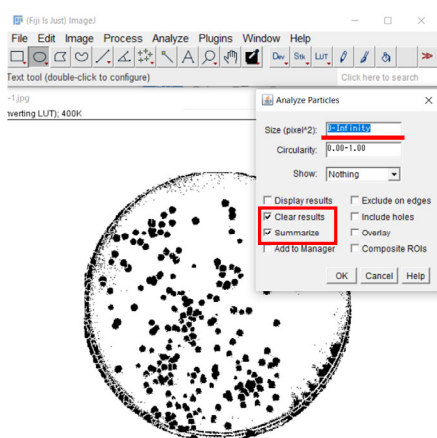 (Fiji Is Just) ImageJ
File Edit Image Process Analyze Plugins Window Help
Dev. Stk LUT
Text tool (double-click to configure)
Click here to search
-1.jpg
nverting LUT); 400K
Analyze Particles
Size (pixel^2): 0-Infinity
Circularity: 0.00-1.00
Show: Nothing
Display results Exclude on edges
Clear results Include holes
Summarize Overlay
Add to Manager Composite ROIs
OK Cancel Help